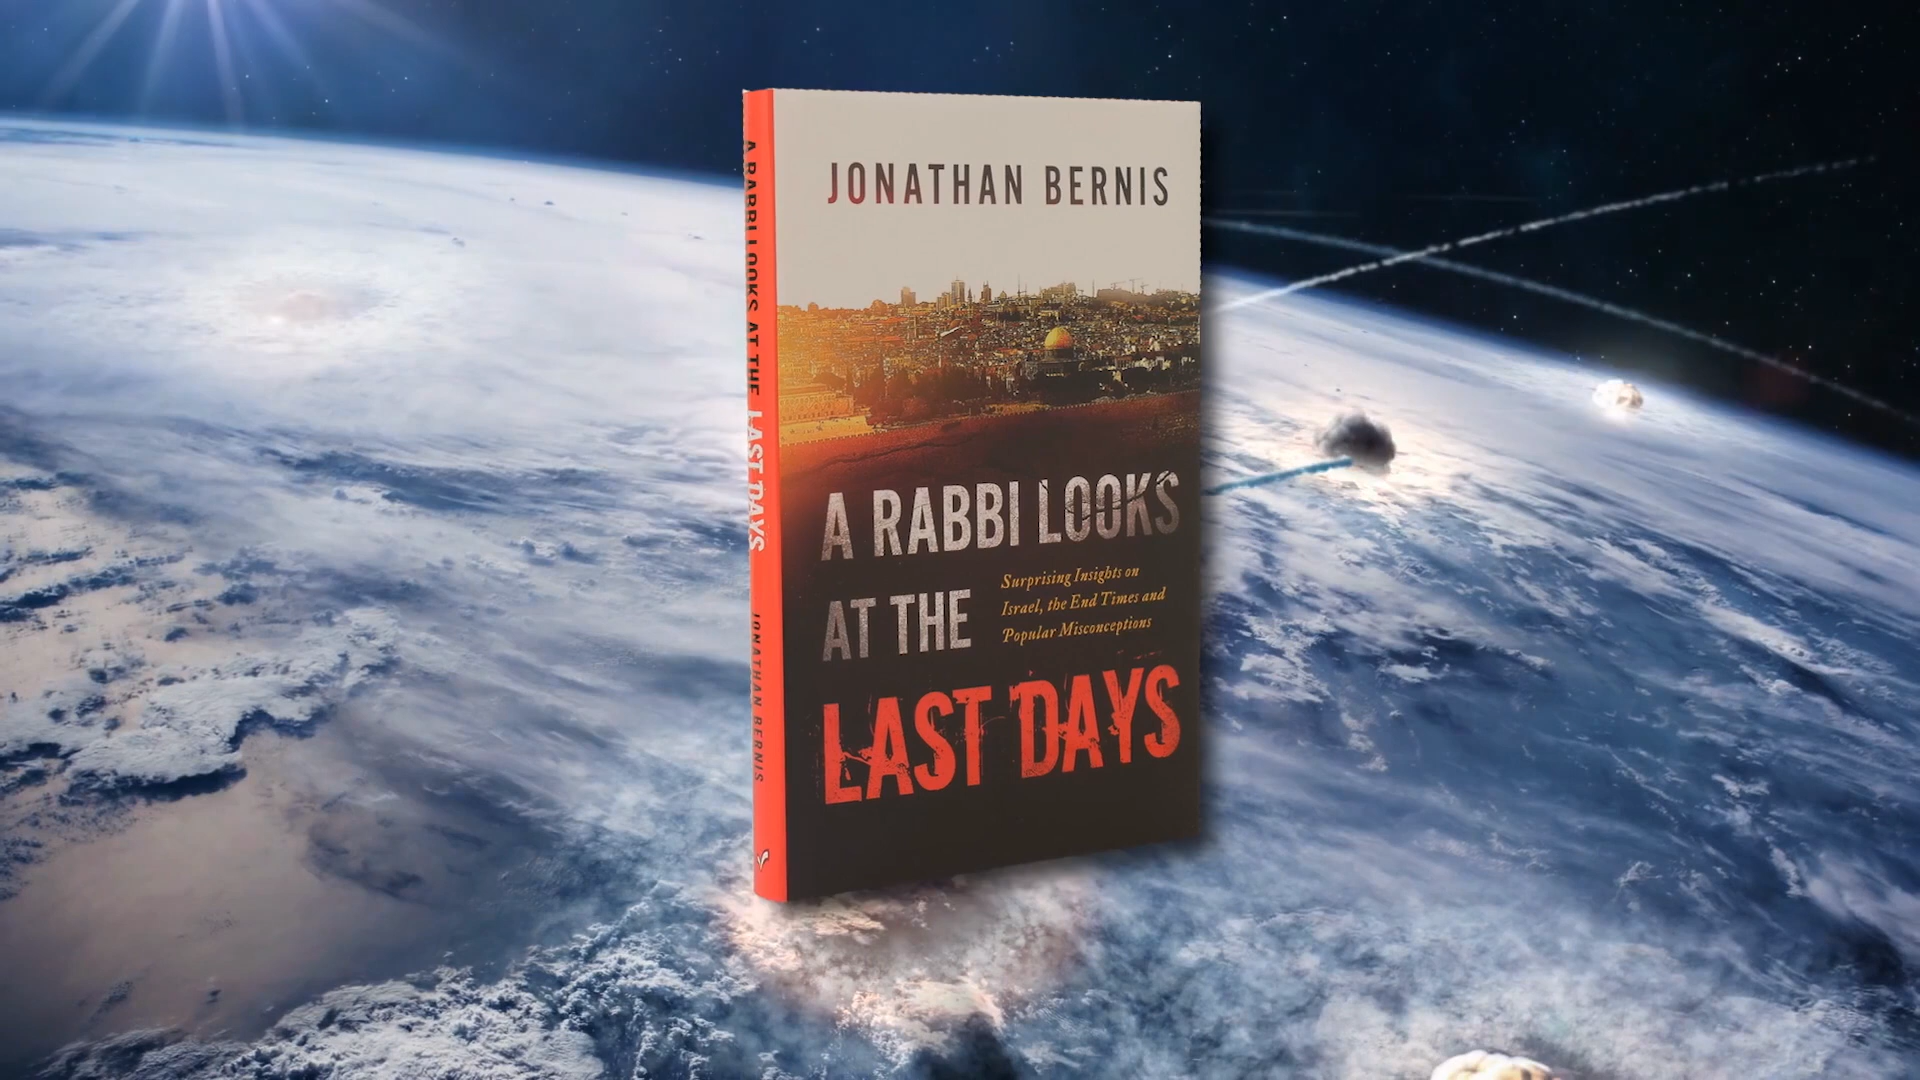 JONATHAN BERNIS
A RABBI LOOKS
AT THE
Surprising Insights on
Israel, the End Times and
Popular Misconceptions
LAST DAYS
A RABBI LOOKS AT THE LAST DAYS
JONATHAN BERNIS